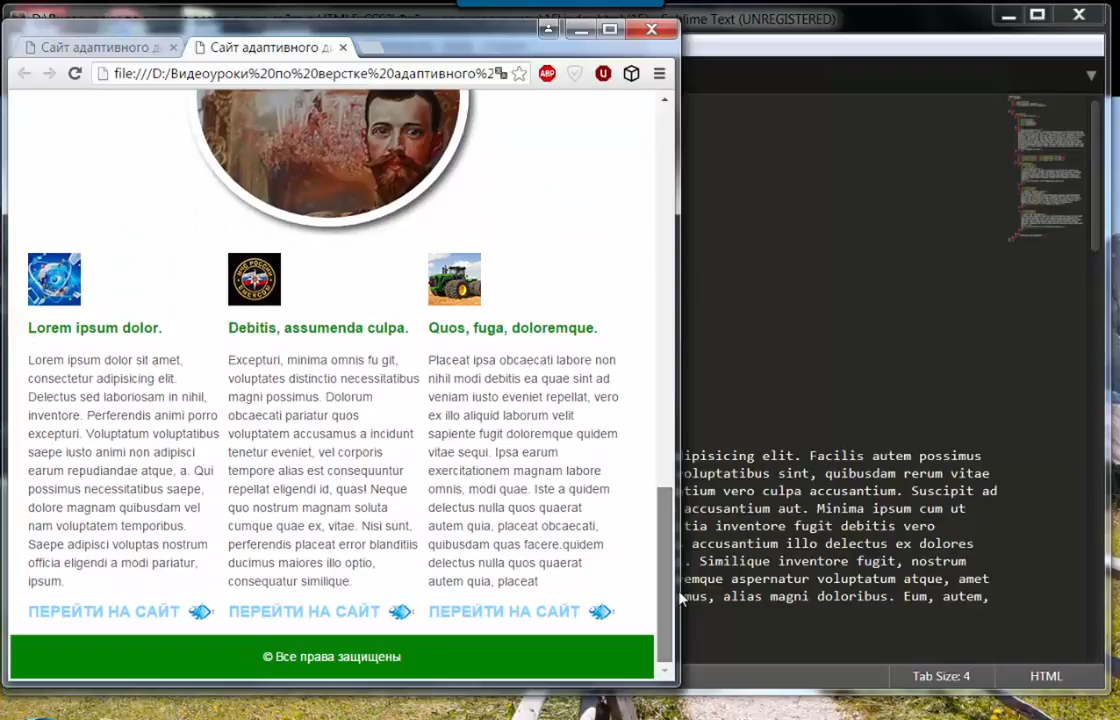 Sublime Text (UNREGISTERED)
Сайт адаптивного д
Сайт адаптивного ди
file:///D:/Видеоуроки%20по%20верстке%20адаптивного%2
ABP
Lorem ipsum dolor.
Lorem ipsum dolor sit amet,
consectetur adipisicing elit.
Delectus sed laboriosam in nihil,
inventore. Perferendis animi porro
excepturi. Voluptatum voluptatibus
saepe iusto animi non adipisci
earum repudiandae atque, a. Qui
possimus necessitatibus saepe,
dolore magnam quibusdam vel
nam voluptatem temporibus.
Saepe adipisci voluptas nostrum
officia eligendi a modi pariatur,
ipsum.
ПЕРЕЙТИ НА САЙТ
Debitis, assumenda culpa.
Excepturi, minima omnis fu git,
voluptates distinctio necessitatibus
magni possimus. Dolorum
obcaecati pariatur quos
voluptatem accusamus a incidunt
tenetur eveniet, vel corporis
tempore alias est consequuntur
repellat eligendi id, quas! Neque
quo nostrum magnam soluta
cumque quae ex, vitae. Nisi sunt,
perferendis placeat error blanditiis
ducimus maiores illo optio,
consequatur similique.
ПЕРЕЙТИ НА САЙТ
Quos, fuga, doloremque.
Placeat ipsa obcaecati labore non
nihil modi debitis ea quae sint ad
veniam iusto eveniet repellat, vero
ex illo aliquid laborum velit
sapiente fugit doloremque quidem
vitae sequi. Ipsa earum
exercitationem magnam labore
omnis, modi quae. Iste a quidem
delectus nulla quos quaerat
autem quia, placeat obcaecati,
quibusdam quas facere.quidem
delectus nulla quos quaerat
autem quia, placeat
ПЕРЕЙТИ НА САЙТ
© Все права защищены
ipisicing elit. Facilis autem possimus
oluptatibus sint, quibusdam rerum vitae
tium vero culpa accusantium. Suscipit ad
accusantium aut. Minima ipsum cum ut
tia inventore fugit debitis vero
accusantium illo delectus ex dolores
. Similique inventore fugit, nostrum
emque aspernatur voluptatum atque, amet
mus, alias magni doloribus. Eum, autem,
Tab Size: 4
HTML